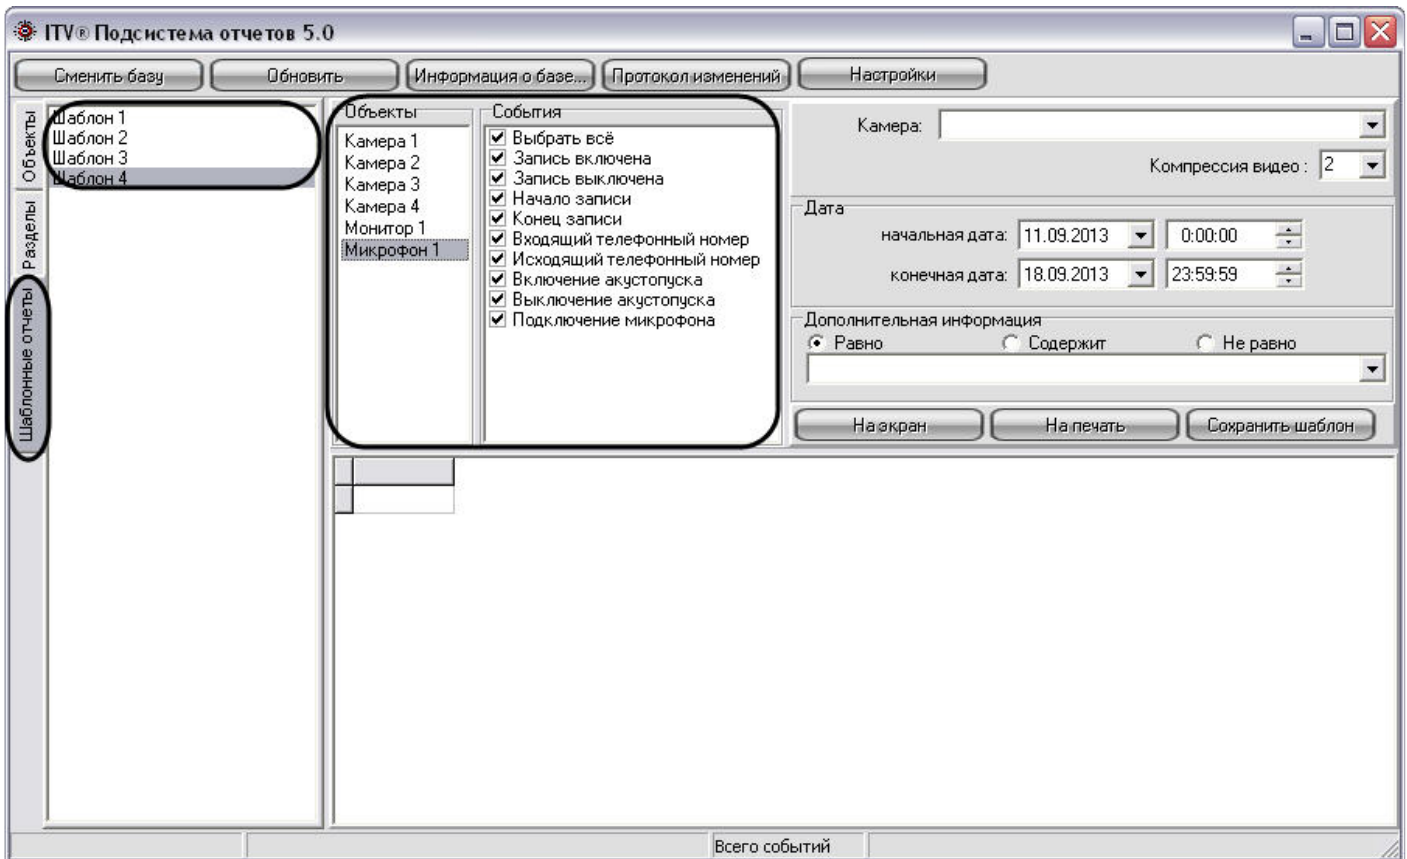 ITV® Подсистема отчетов 5.0
Сменить базу
Обновить
Информация о базе...
Протокол изменений
Настройки
Объекты
Разделы
Шаблонные отчеты
Шаблон 1
Шаблон 2
Шаблон 3
Шаблон 4
Объекты
Камера 1
Камера 2
Камера 3
Камера 4
Монитор 1
Микрофон 1
События
Выбрать всё
Запись включена
Запись выключена
Начало записи
Конец записи
Входящий телефонный номер
Исходящий телефонный номер
Включение акустопуска
Выключение акустопуска
Подключение микрофона
Камера:
Компрессия видео : 2
Дата
начальная дата: 11.09.2013 0:00:00
конечная дата: 18.09.2013 23:59:59
Дополнительная информация
Равно Содержит Не равно
На экран
На печать
Сохранить шаблон
Всего событий